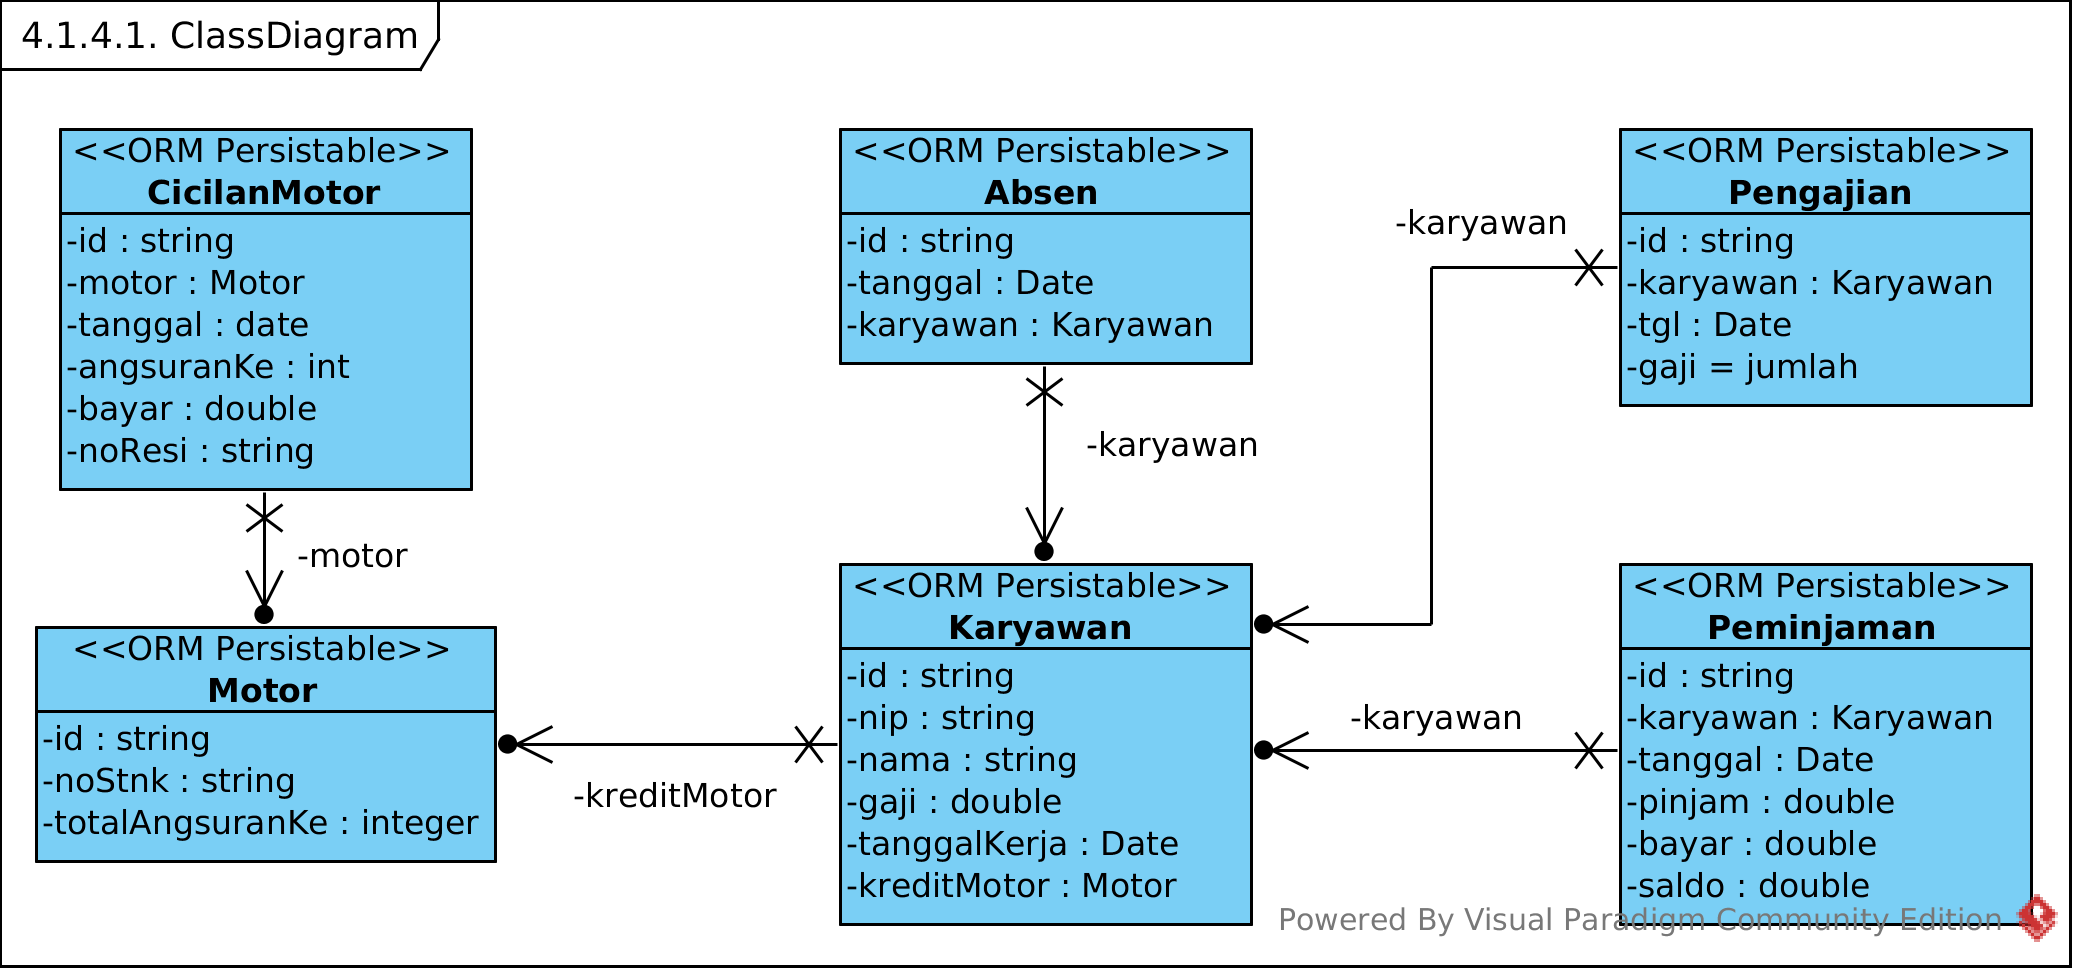 4.1.4.1. ClassDiagram
<<ORM Persistable>>
CicilanMotor
-id : string
-motor : Motor
-tanggal : date
-angsuranKe : int
-bayar : double
-noResi : string
-motor
<<ORM Persistable>>
Motor
-id : string
-noStnk : string
-totalAngsuranKe : integer
-kreditMotor
<<ORM Persistable>>
Absen
-id : string
-tanggal : Date
-karyawan : Karyawan
-karyawan
<<ORM Persistable>>
Karyawan
-id : string
-nip : string
-nama : string
-gaji : double
-tanggalKerja : Date
-kreditMotor : Motor
-karyawan
<<ORM Persistable>>
Pengajian
-id : string
-karyawan : Karyawan
-tgl : Date
-gaji = jumlah
-karyawan
<<ORM Persistable>>
Peminjaman
-id : string
-karyawan : Karyawan
-tanggal : Date
-pinjam : double
-bayar : double
-saldo : double
Powered By Visual Paradigm Community Edition